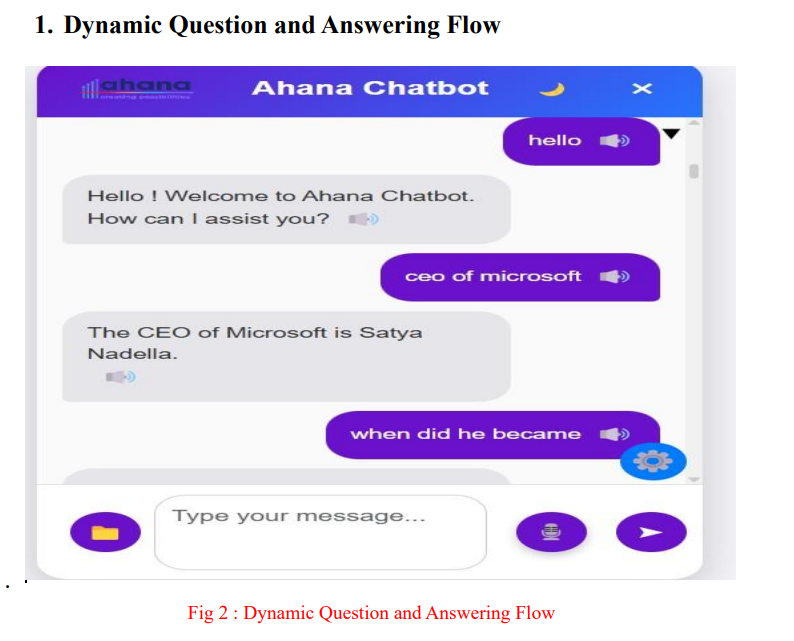 1. Dynamic Question and Answering Flow
ahana
Ahana Chatbot
hello
Hello ! Welcome to Ahana Chatbot.
How can I assist you?
ceo of microsoft
The CEO of Microsoft is Satya
Nadella.
when did he became
Type your message...
.
Fig 2 : Dynamic Question and Answering Flow